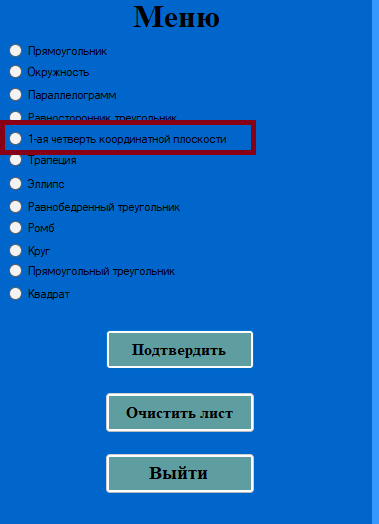 Меню
Прямоугольник
Окружность
Параллелограмм
Равносторонник треугольник
1-ая четверть координатной плоскости
Трапеция
Эллипс
Равнобедренный треугольник
Ромб
Круг
Прямоугольный треугольник
Квадрат
Подтвердить
Очистить лист
Выйти